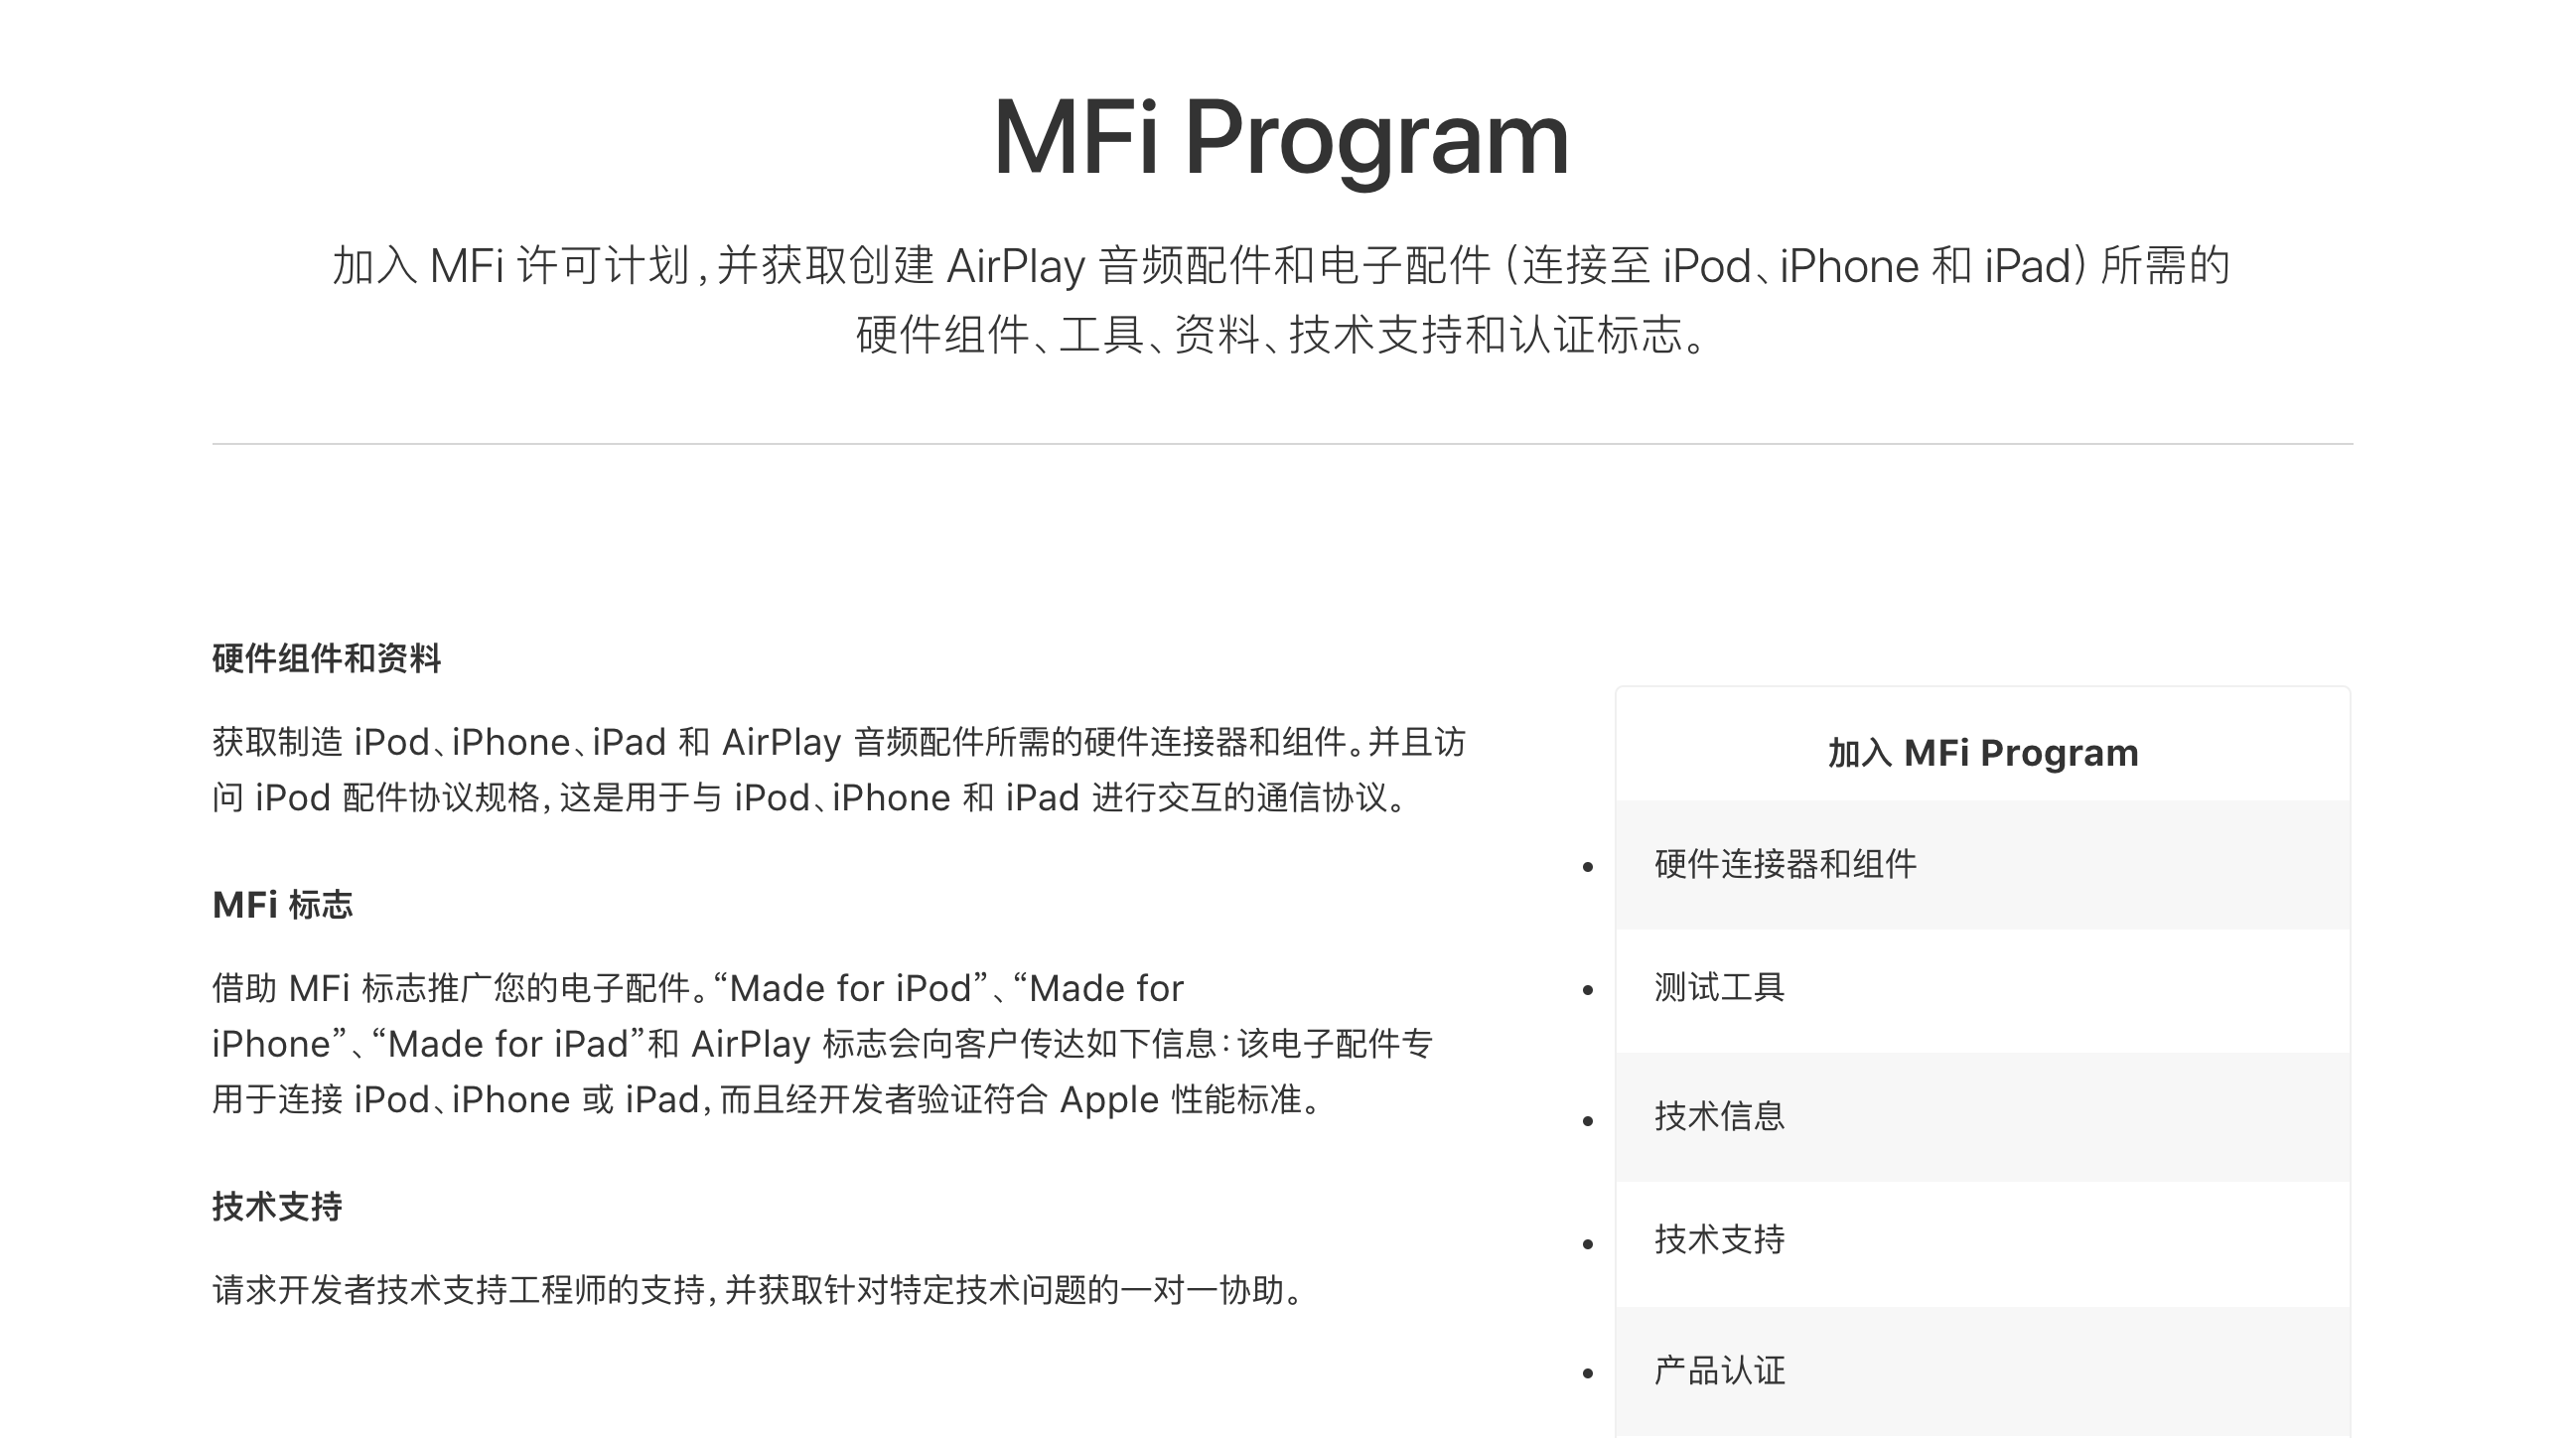 MFi Program
加入 MFi 许可计划，并获取创建 AirPlay 音频配件和电子配件（连接至 iPod、iPhone 和 iPad）所需的
硬件组件、工具、资料、技术支持和认证标志。
硬件组件和资料
获取制造 iPod、iPhone、iPad 和 AirPlay 音频配件所需的硬件连接器和组件。并且访
问 iPod 配件协议规格，这是用于与 iPod、iPhone 和 iPad 进行交互的通信协议。
MFi 标志
借助 MFi 标志推广您的电子配件。“Made for iPod”、“Made for
iPhone”、“Made for iPad”和 AirPlay 标志会向客户传达如下信息：该电子配件专
用于连接 iPod、iPhone 或 iPad，而且经开发者验证符合 Apple 性能标准。
技术支持
请求开发者技术支持工程师的支持，并获取针对特定技术问题的一对一协助。
加入 MFi Program
• 硬件连接器和组件
• 测试工具
• 技术信息
• 技术支持
• 产品认证